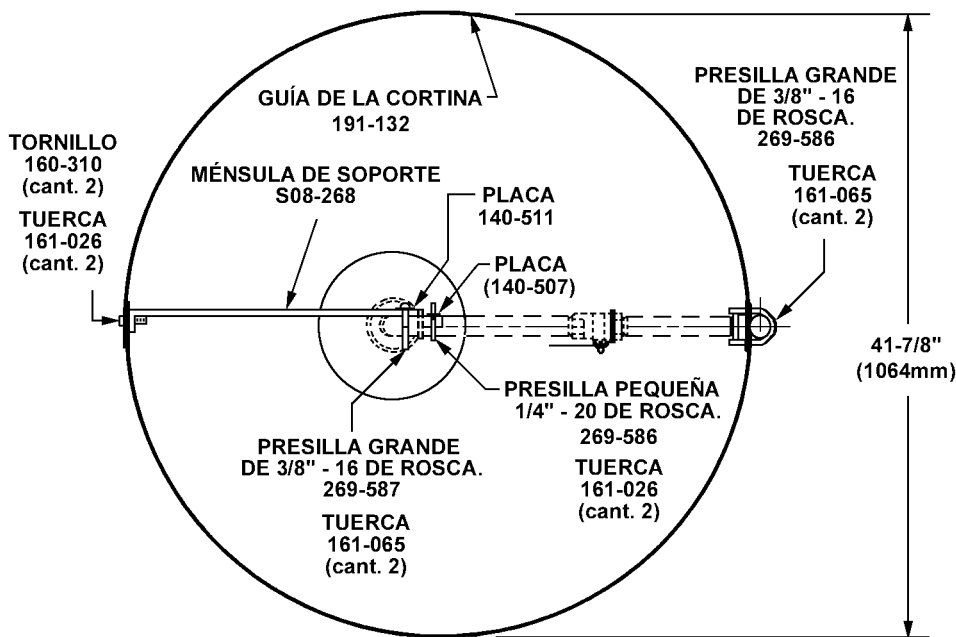 GUÍA DE LA CORTINA
191-132
PRESILLA GRANDE
DE 3/8" - 16
DE ROSCA.
269-586
TUERCA
161-065
(cant. 2)
TORNILLO
160-310
(cant. 2)
TUERCA
161-026
(cant. 2)
MÉNSULA DE SOPORTE
S08-268
PLACA
140-511
PLACA
(140-507)
41-7/8"
(1064mm)
PRESILLA PEQUEÑA
1/4" - 20 DE ROSCA.
269-586
TUERCA
161-026
(cant. 2)
PRESILLA GRANDE
DE 3/8" - 16 DE ROSCA.
269-587
TUERCA
161-065
(cant. 2)